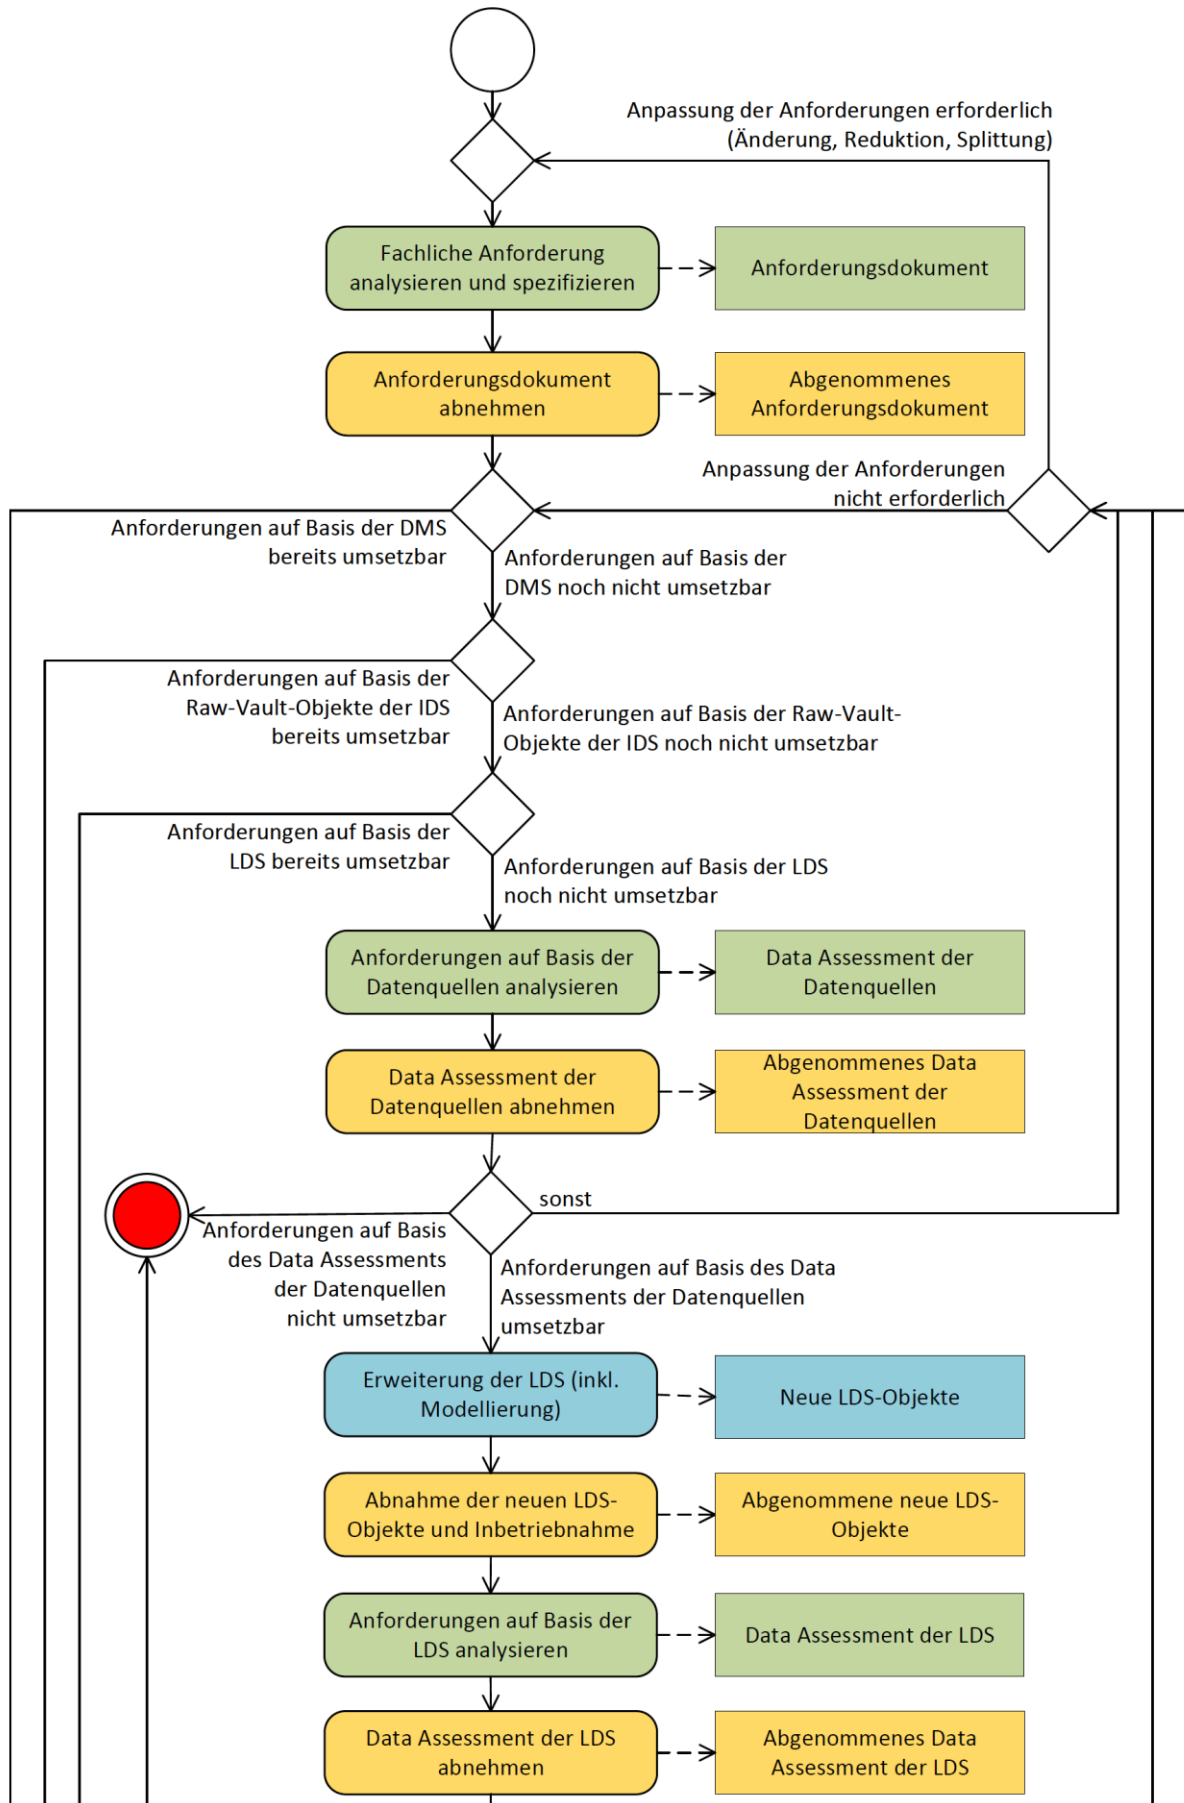 Anpassung der Anforderungen erforderlich
(Änderung, Reduktion, Splittung)
Fachliche Anforderung
analysieren und spezifizieren
Anforderungsdokument
Anforderungsdokument
abnehmen
Abgenommenes
Anforderungsdokument
Anpassung der Anforderungen
nicht erforderlich
Anforderungen auf Basis der DMS
bereits umsetzbar
Anforderungen auf Basis der
DMS noch nicht umsetzbar
Anforderungen auf Basis der
Raw-Vault-Objekte der IDS
bereits umsetzbar
Anforderungen auf Basis der Raw-Vault-
Objekte der IDS noch nicht umsetzbar
Anforderungen auf Basis der
LDS bereits umsetzbar
Anforderungen auf Basis der LDS
noch nicht umsetzbar
Anforderungen auf Basis der
Datenquellen analysieren
Data Assessment der
Datenquellen
Data Assessment der
Datenquellen abnehmen
Abgenommenes Data
Assessment der
Datenquellen
sonst
Anforderungen auf Basis
des Data Assessments
der Datenquellen
nicht umsetzbar
Anforderungen auf Basis des Data
Assessments der Datenquellen
umsetzbar
Erweiterung der LDS (inkl.
Modellierung)
Neue LDS-Objekte
Abnahme der neuen LDS-
Objekte und Inbetriebnahme
Abgenommene neue LDS-
Objekte
Anforderungen auf Basis der
LDS analysieren
Data Assessment der LDS
Data Assessment der LDS
abnehmen
Abgenommenes Data
Assessment der LDS